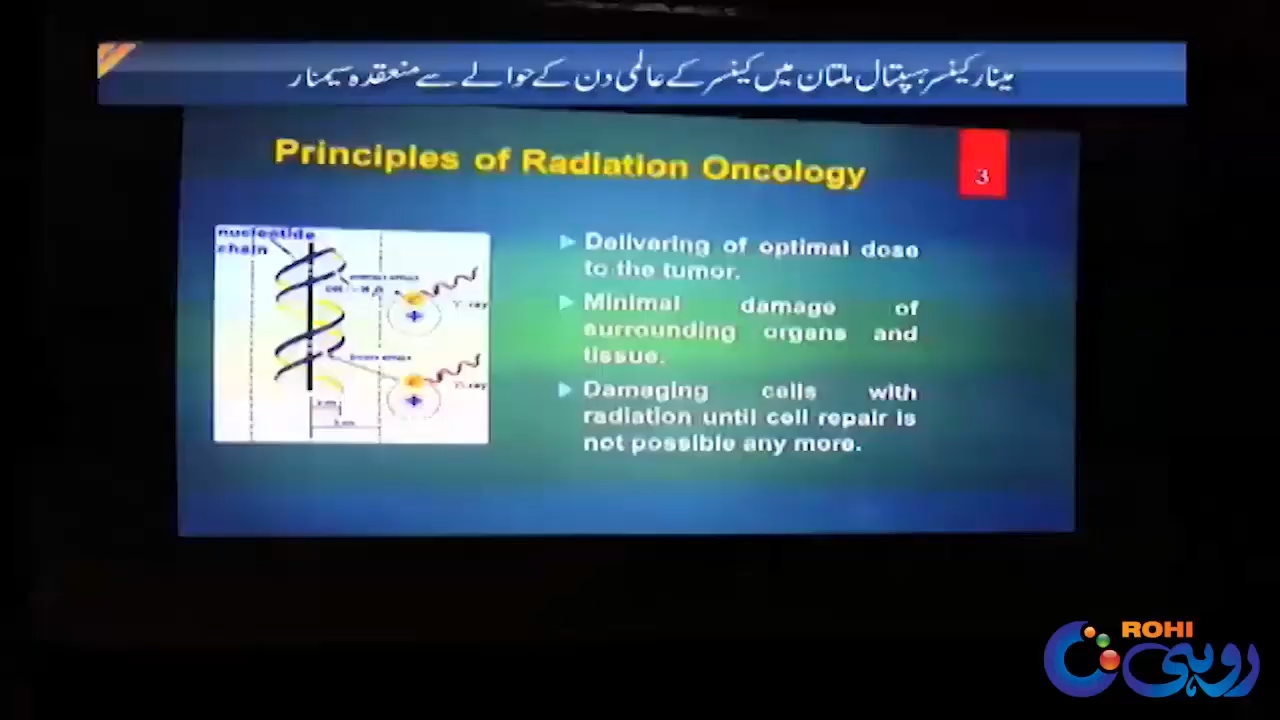 مینار کینسر ہسپتال ملتان میں کینسر کے عالمی دن کے حوالے سے منعقدہ سیمنار
Principles of Radiation Oncology
3
nucleotide
chain
Delivering of optimal dose
to the tumor.
Minimal damage of
surrounding organs and
tissue.
Damaging cells with
radiation until cell repair is
not possible any more.
ROHI
روہی